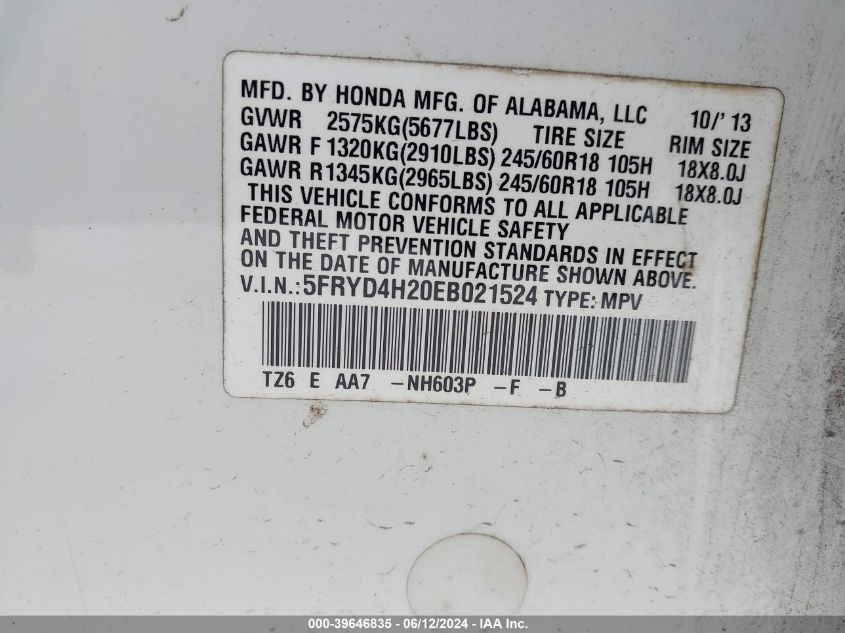 MFD. BY HONDA MFG. OF ALABAMA, LLC 10/'13
GVWR 2575KG(5677LBS) TIRE SIZE RIM SIZE
GAWR F 1320KG(2910LBS) 245/60R18 105H 18X8.0J
GAWR R 1345KG(2965LBS) 245/60R18 105H 18X8.0J
THIS VEHICLE CONFORMS TO ALL APPLICABLE
FEDERAL MOTOR VEHICLE SAFETY
AND THEFT PREVENTION STANDARDS IN EFFECT
ON THE DATE OF MANUFACTURE SHOWN ABOVE.
V.I.N.:5FRYD4H20EB021524 TYPE: MPV
TZ6 E AA7 -NH603P -F -B
000-39646835 - 06/12/2024 - IAA Inc.